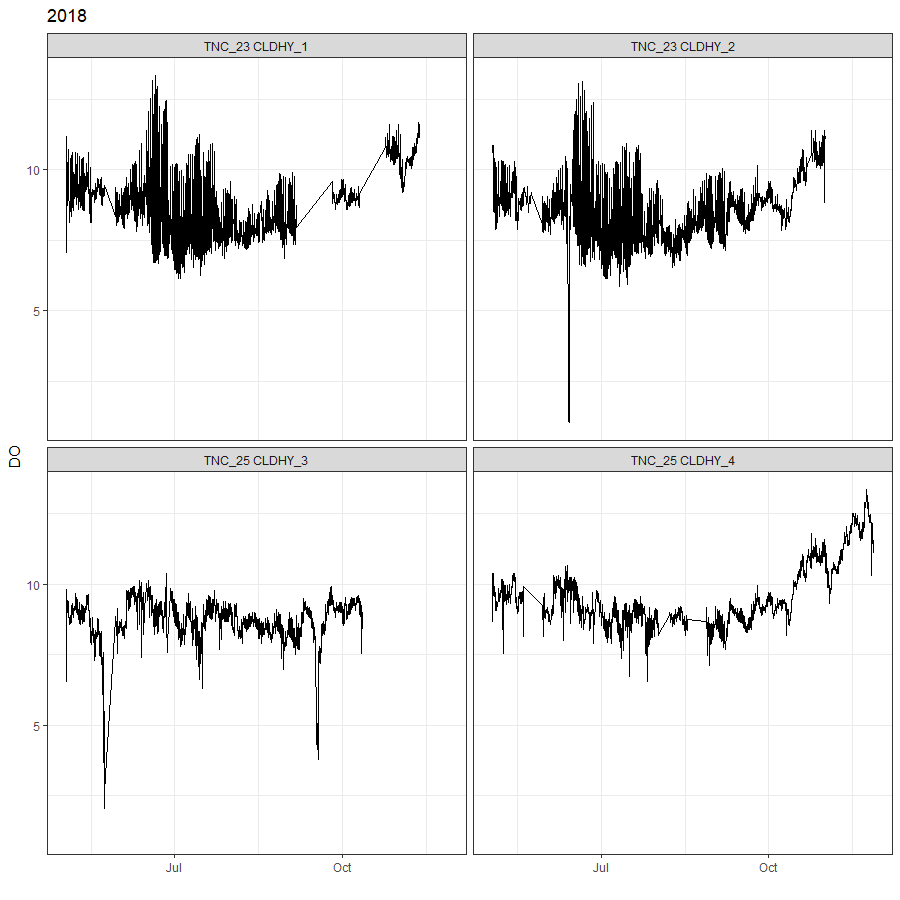 2018
TNC_23 CLDHY_1
TNC_23 CLDHY_2
10
5
DO
TNC_25 CLDHY_3
TNC_25 CLDHY_4
10
5
Jul
Oct
Jul
Oct